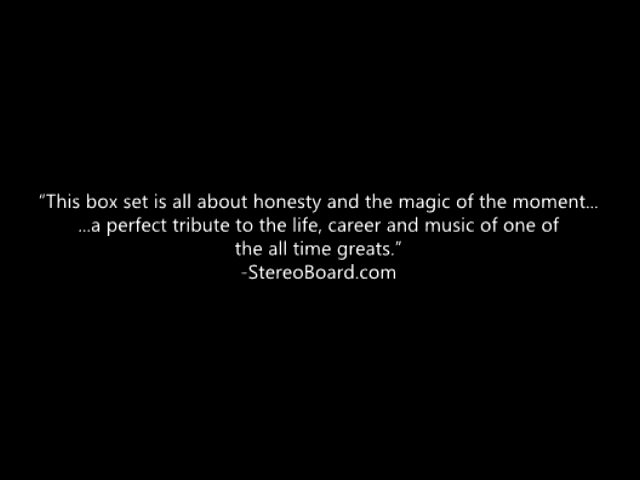 “This box set is all about honesty and the magic of the moment...
...a perfect tribute to the life, career and music of one of
the all time greats.”
-StereoBoard.com